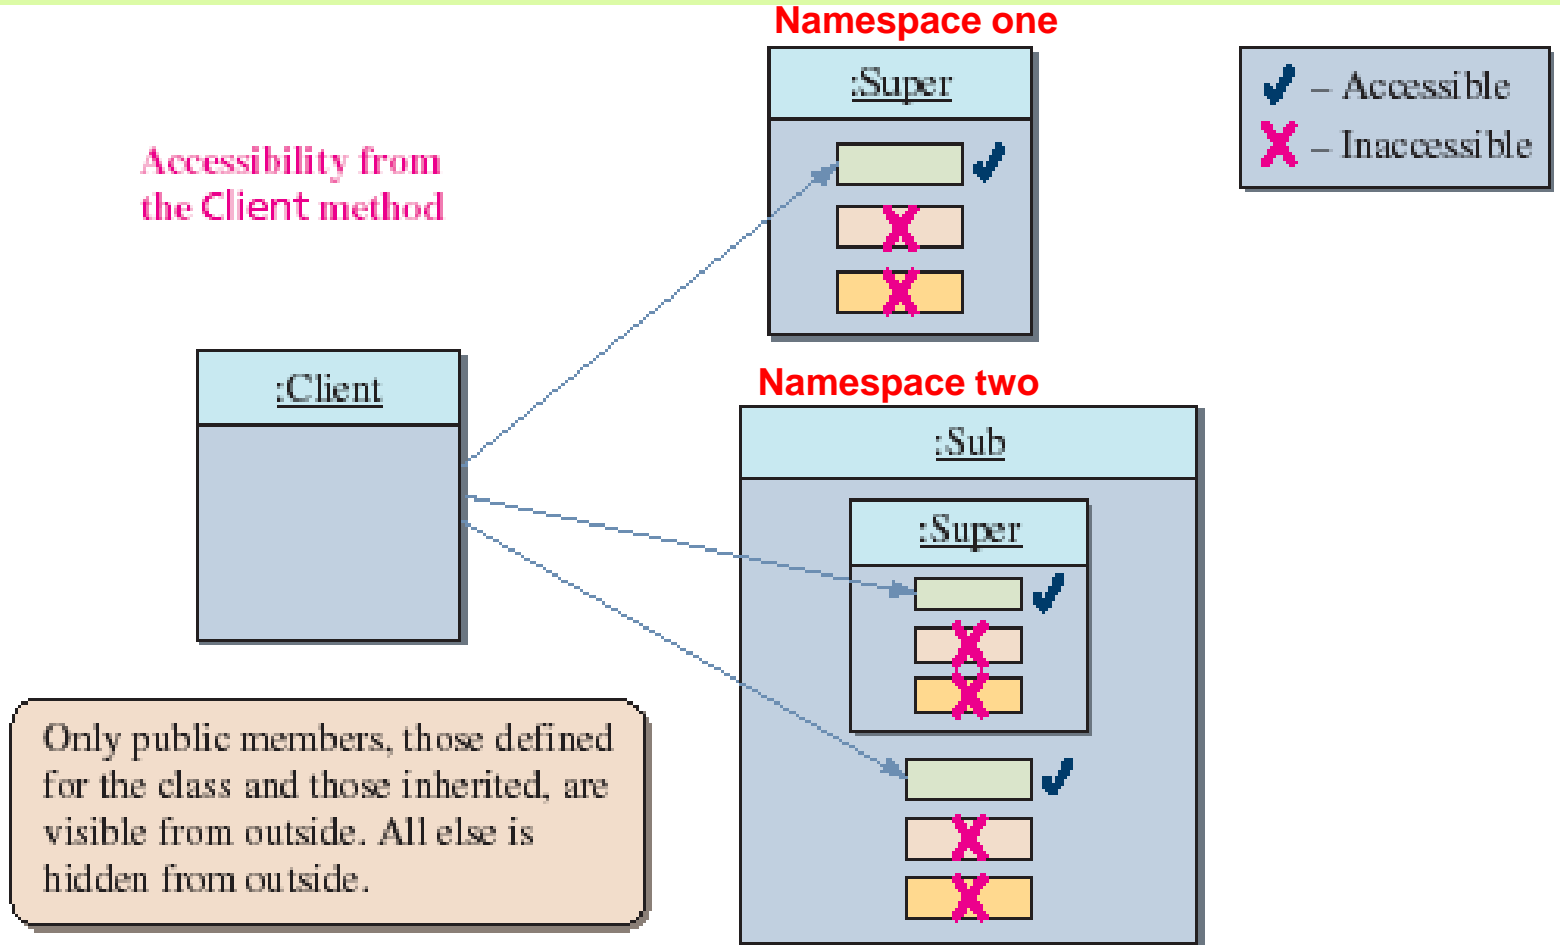 Namespace one
:Super
– Accessible
– Inaccessible
Accessibility from
the Client method
:Client
Namespace two
:Sub
:Super
Only public members, those defined
for the class and those inherited, are
visible from outside. All else is
hidden from outside.